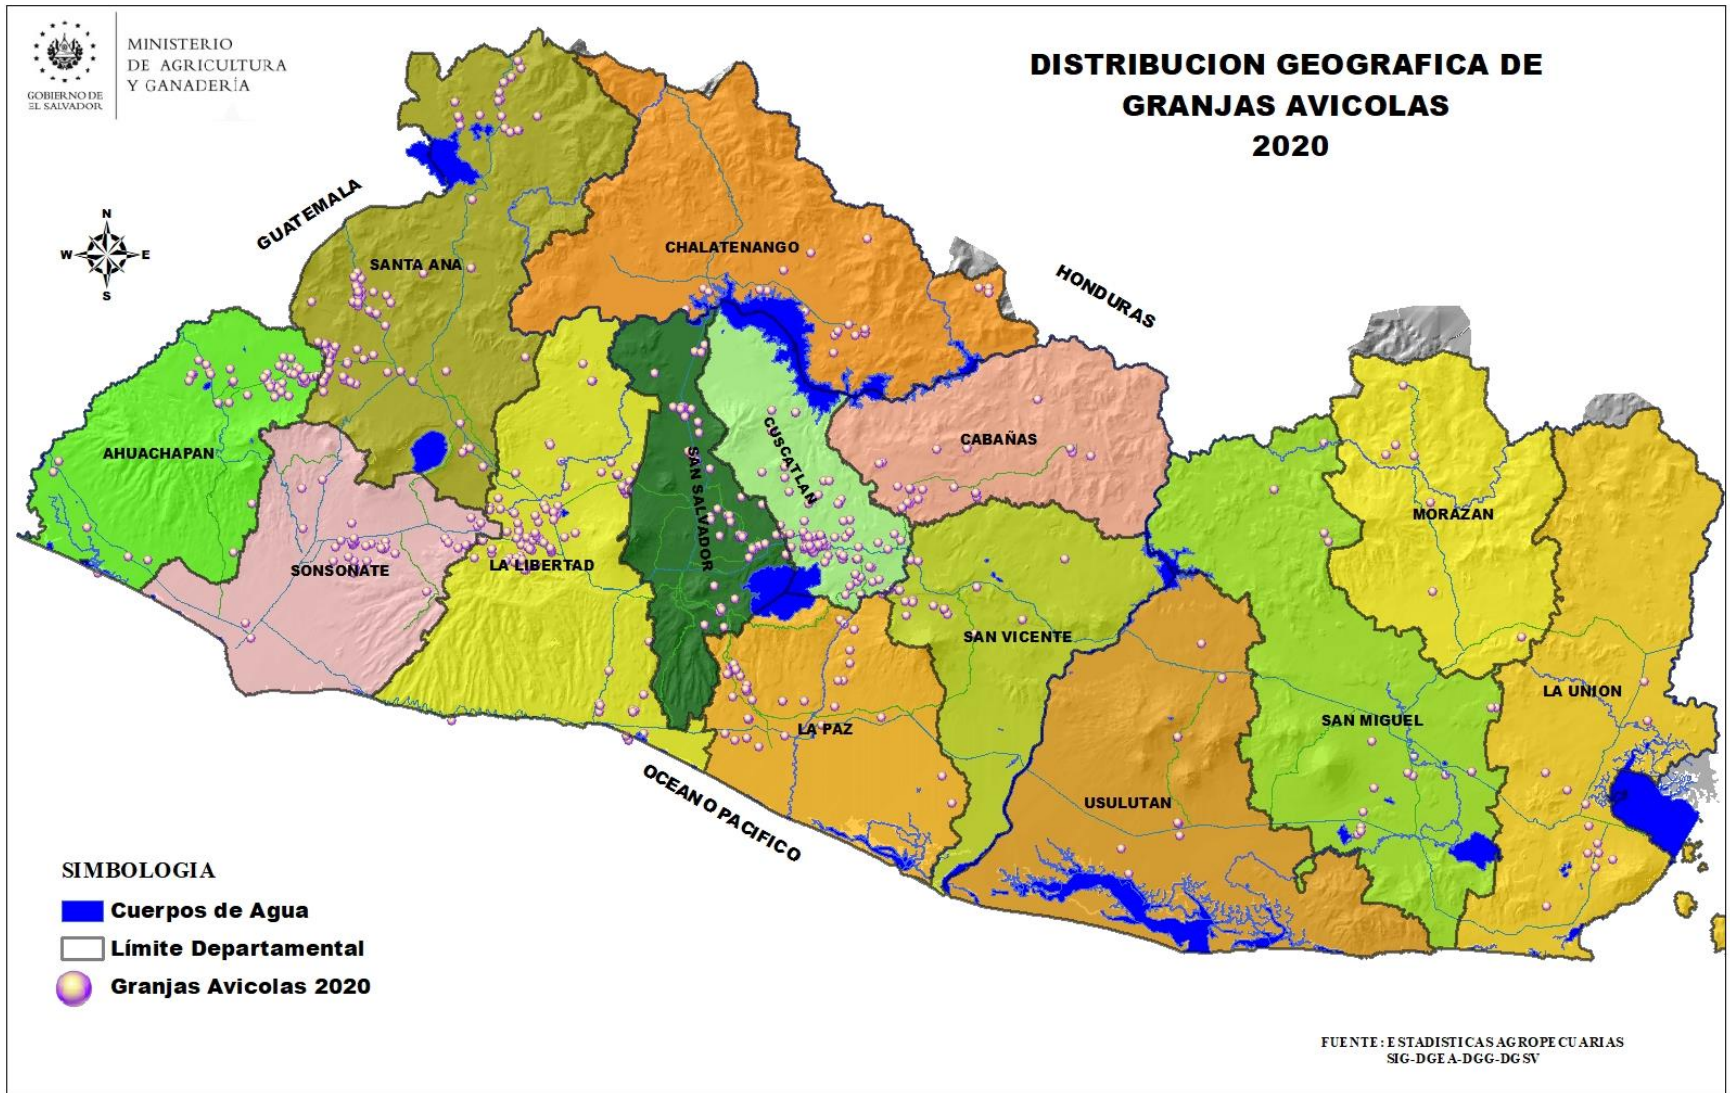 MINISTERIO
DE AGRICULTURA
Y GANADERÍA
GOBIERNO DE
EL SALVADOR
DISTRIBUCION GEOGRAFICA DE
GRANJAS AVICOLAS
2020
N
W E
S
GUATEMALA
HONDURAS
SANTA ANA
CHALATENANGO
AHUACHAPAN
CUSCATLAN
CABAÑAS
SAN SALVADOR
MORAZAN
SONSONATE
LA LIBERTAD
SAN VICENTE
LA UNION
SAN MIGUEL
LA PAZ
USULUTAN
OCEANO PACIFICO
SIMBOLOGIA
Cuerpos de Agua
Límite Departamental
Granjas Avicolas 2020
FUENTE: ESTADISTICAS AGROPECUARIAS
SIG-DGEA-DGG-DGSV